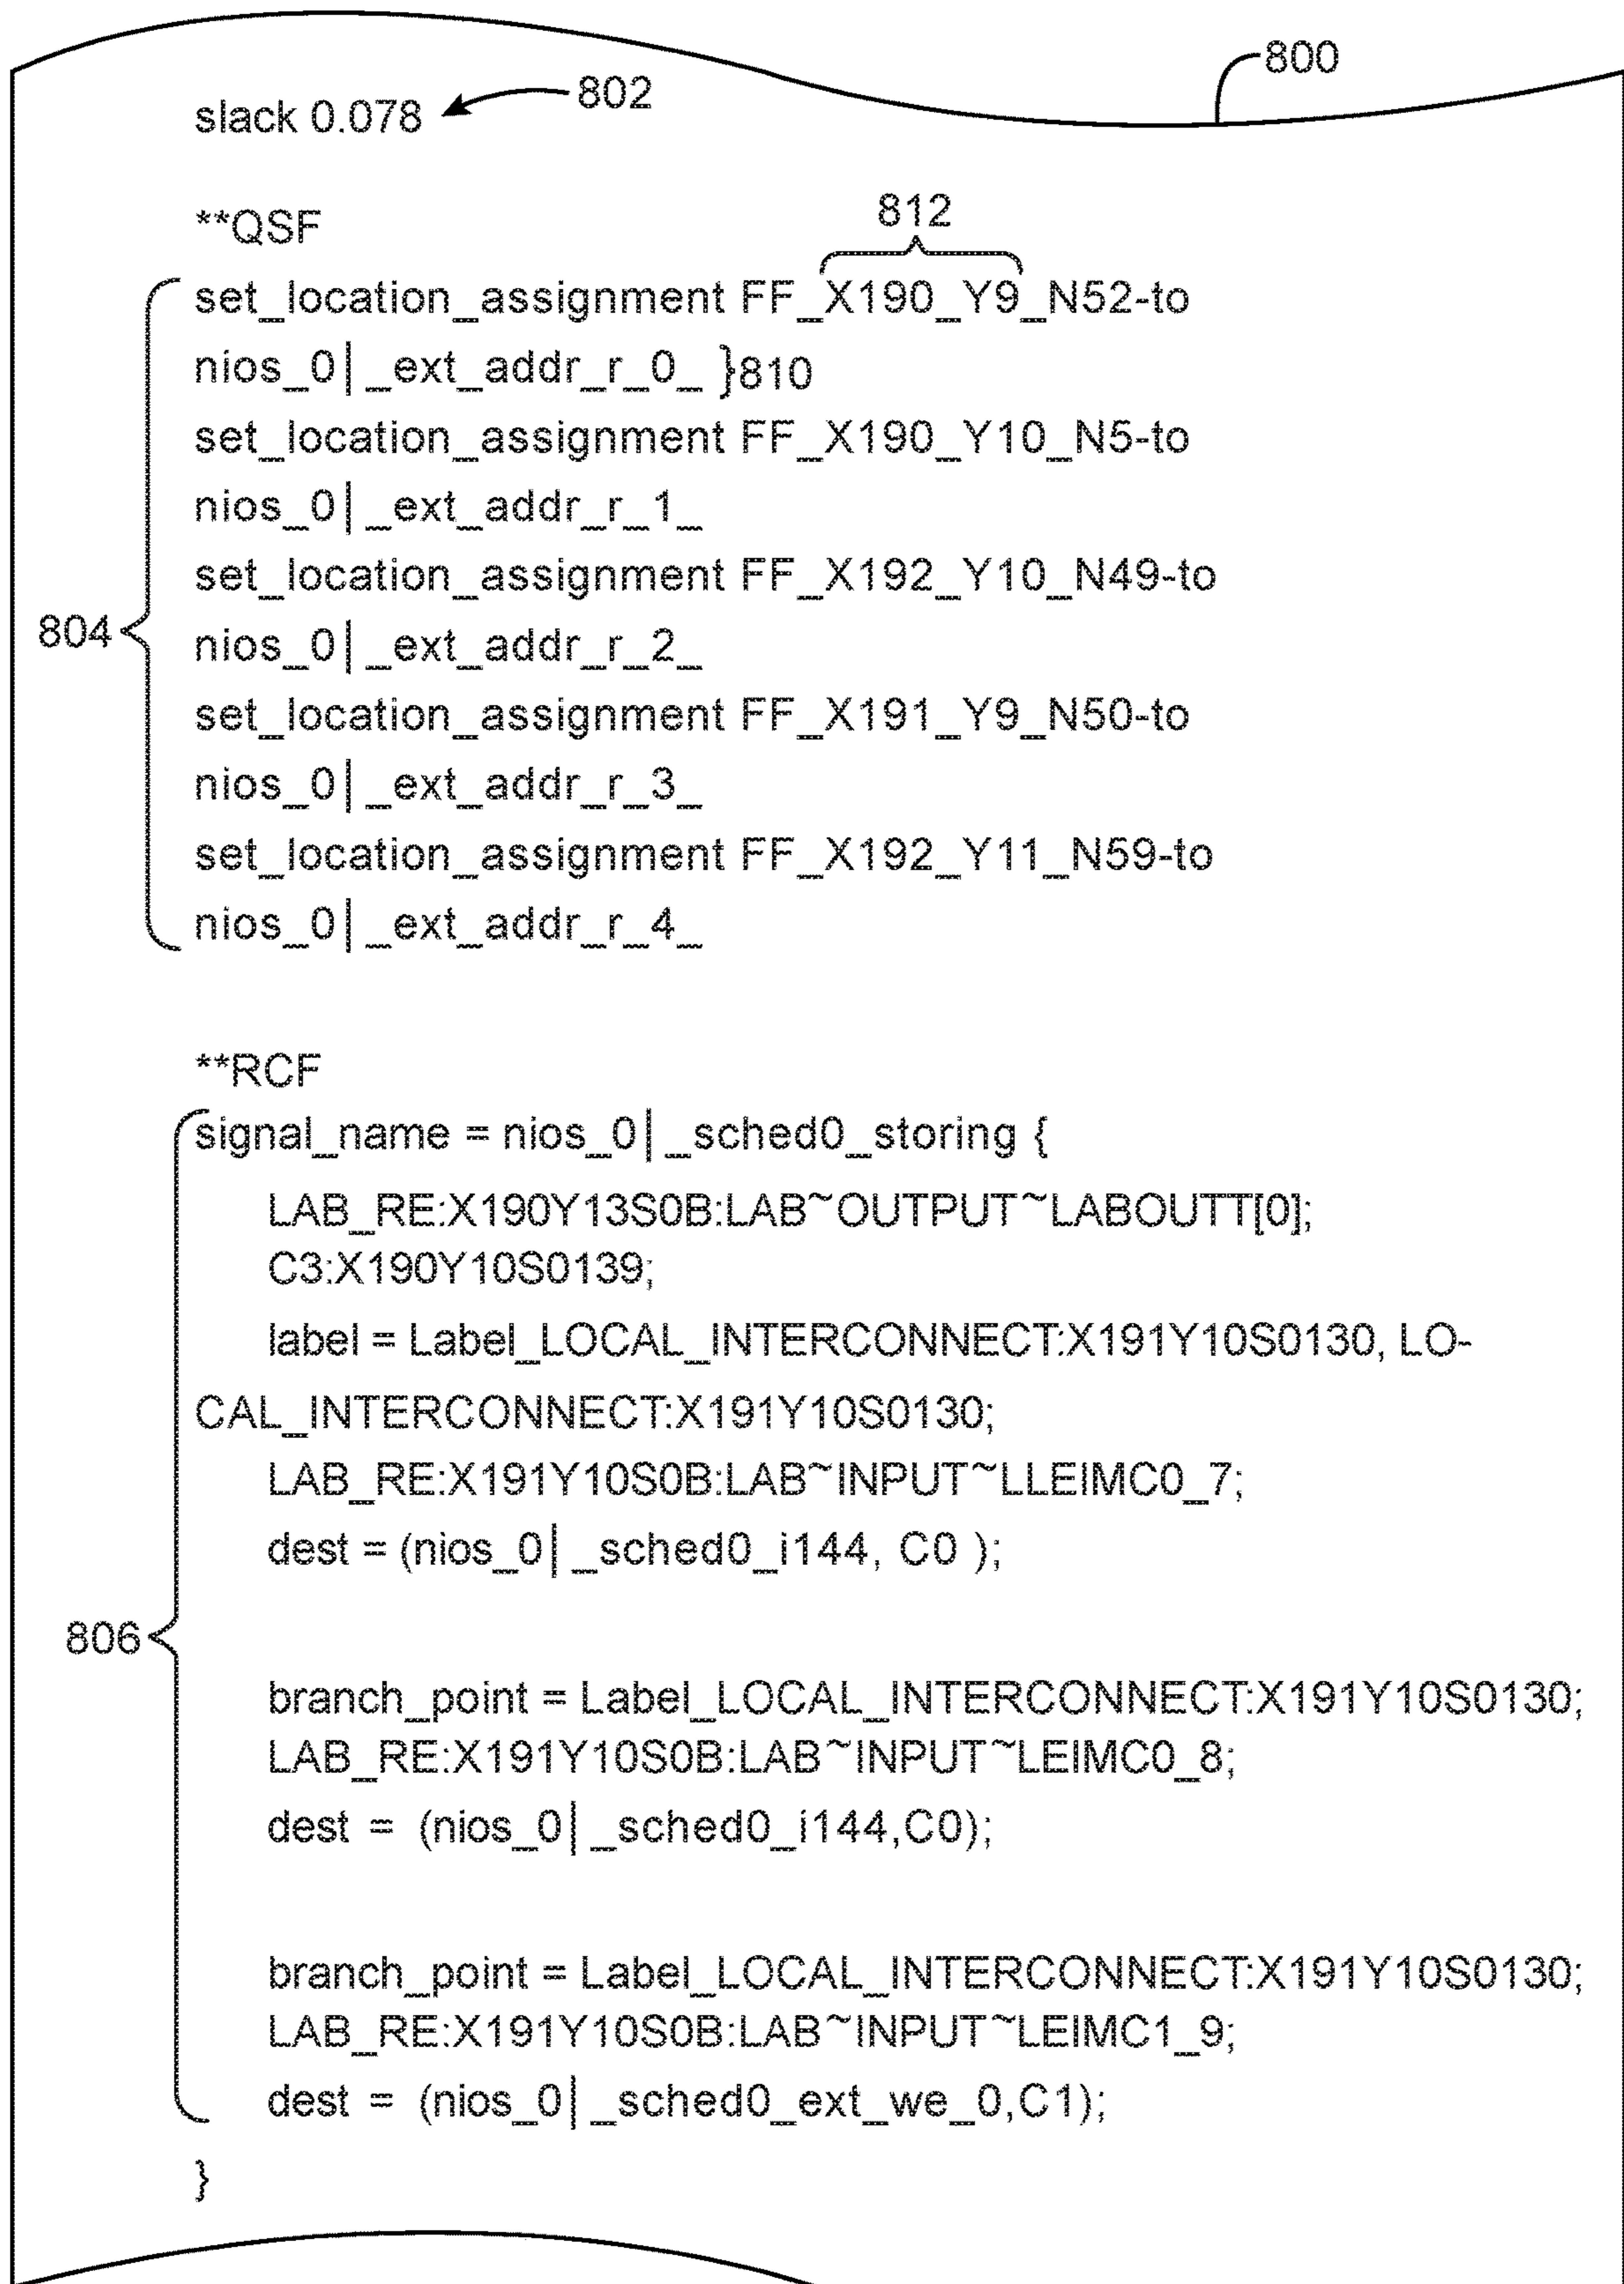 800
slack 0.078 802
**QSF
812
set_location_assignment FF_X190_Y9_N52-to
nios_0|_ext_addr_r_0_ }810
set_location_assignment FF_X190_Y10_N5-to
nios_0|_ext_addr_r_1_
set_location_assignment FF_X192_Y10_N49-to
804
nios_0|_ext_addr_r_2_
set_location_assignment FF_X191_Y9_N50-to
nios_0|_ext_addr_r_3_
set_location_assignment FF_X192_Y11_N59-to
nios_0|_ext_addr_r_4_
**RCF
signal_name = nios_0|_sched0_storing {
LAB_RE:X190Y13S0B:LAB~OUTPUT~LABOUTT[0];
C3:X190Y10S0139;
label = Label_LOCAL_INTERCONNECT:X191Y10S0130, LO-
CAL_INTERCONNECT:X191Y10S0130;
LAB_RE:X191Y10S0B:LAB~INPUT~LLEIMC0_7;
dest = (nios_0|_sched0_i144, C0 );
806
branch_point = Label_LOCAL_INTERCONNECT:X191Y10S0130;
LAB_RE:X191Y10S0B:LAB~INPUT~LEIMC0_8;
dest = (nios_0|_sched0_i144,C0);
branch_point = Label_LOCAL_INTERCONNECT:X191Y10S0130;
LAB_RE:X191Y10S0B:LAB~INPUT~LEIMC1_9;
dest = (nios_0|_sched0_ext_we_0,C1);
}